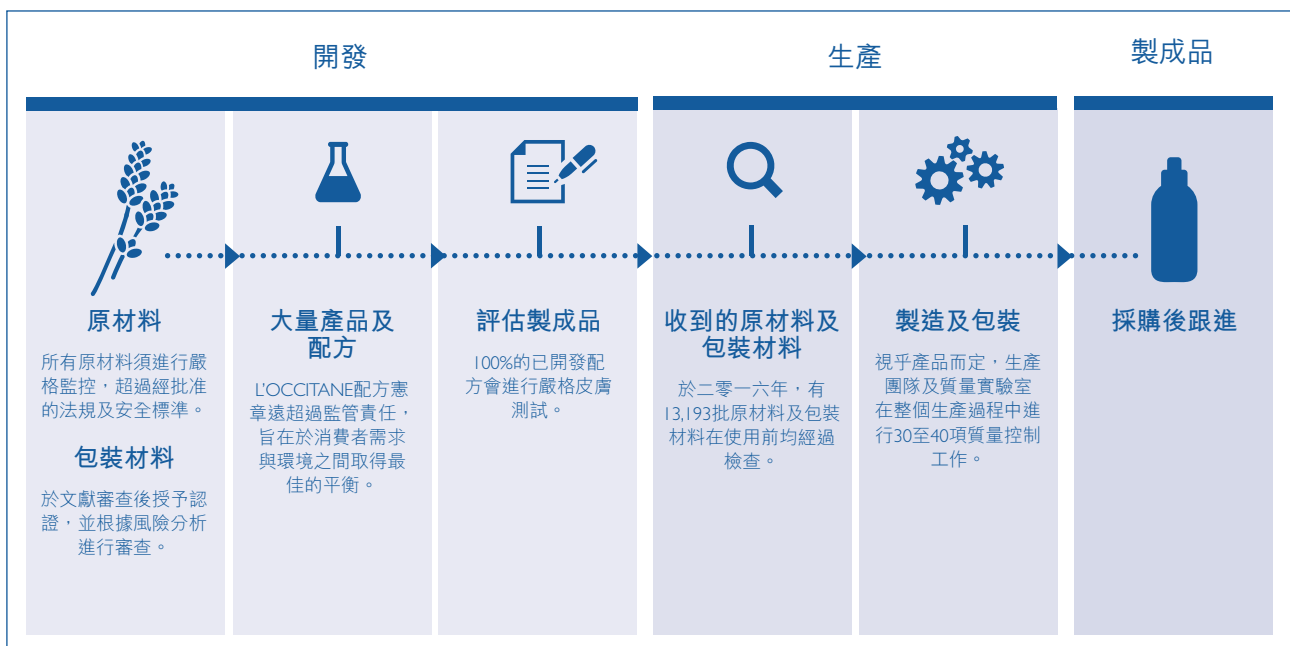 開發
原材料
所有原材料須進行嚴
格監控，超過經批准
的法規及安全標準。
包裝材料
於文獻審查後授予認
證，並根據風險分析
進行審查。
大量產品及
配方
L'OCCITANE配方憲
章遠超過監管責任，
旨在於消費者需求
與環境之間取得最
佳的平衡。
評估製成品
100%的已開發配
方會進行嚴格皮膚
測試。
生產
收到的原材料及
包裝材料
於二零一六年，有
13,193批原材料及包裝
材料在使用前均經過
檢查。
製造及包裝
視乎產品而定，生產
團隊及質量實驗室
在整個生產過程中進
行30至40項質量控制
工作。
製成品
採購後跟進